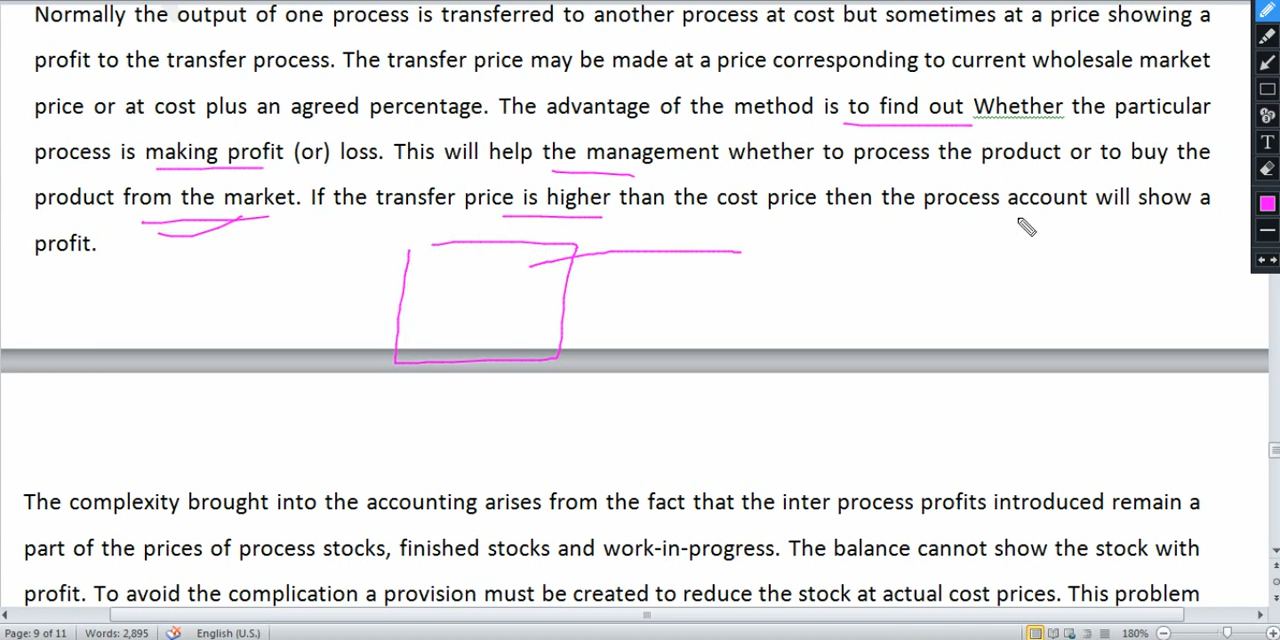 Normally the output of one process is transferred to another process at cost but sometimes at a price showing a
profit to the transfer process. The transfer price may be made at a price corresponding to current wholesale market
price or at cost plus an agreed percentage. The advantage of the method is to find out Whether the particular
process is making profit (or) loss. This will help the management whether to process the product or to buy the
product from the market. If the transfer price is higher than the cost price then the process account will show a
profit.
The complexity brought into the accounting arises from the fact that the inter process profits introduced remain a
part of the prices of process stocks, finished stocks and work-in-progress. The balance cannot show the stock with
profit. To avoid the complication a provision must be created to reduce the stock at actual cost prices. This problem
T
Page: 9 of 11 Words: 2,895 English (U.S.) 180%